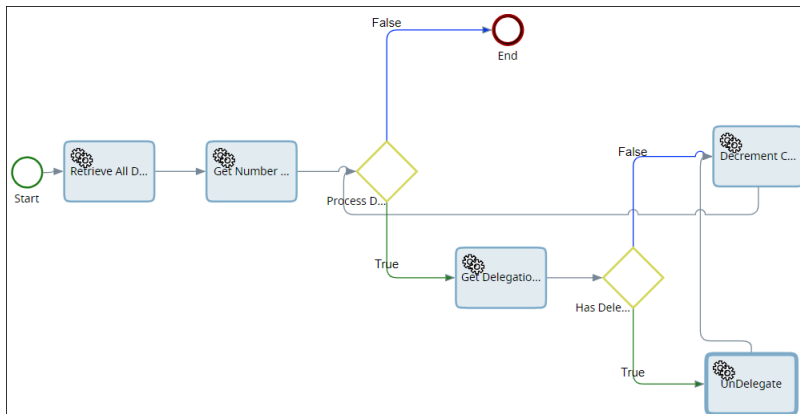 False
End
Retrieve All D...
Get Number ...
False
Decrement C...
Start
Process D...
True
Get Delegatio...
Has Dele...
True
UnDelegate